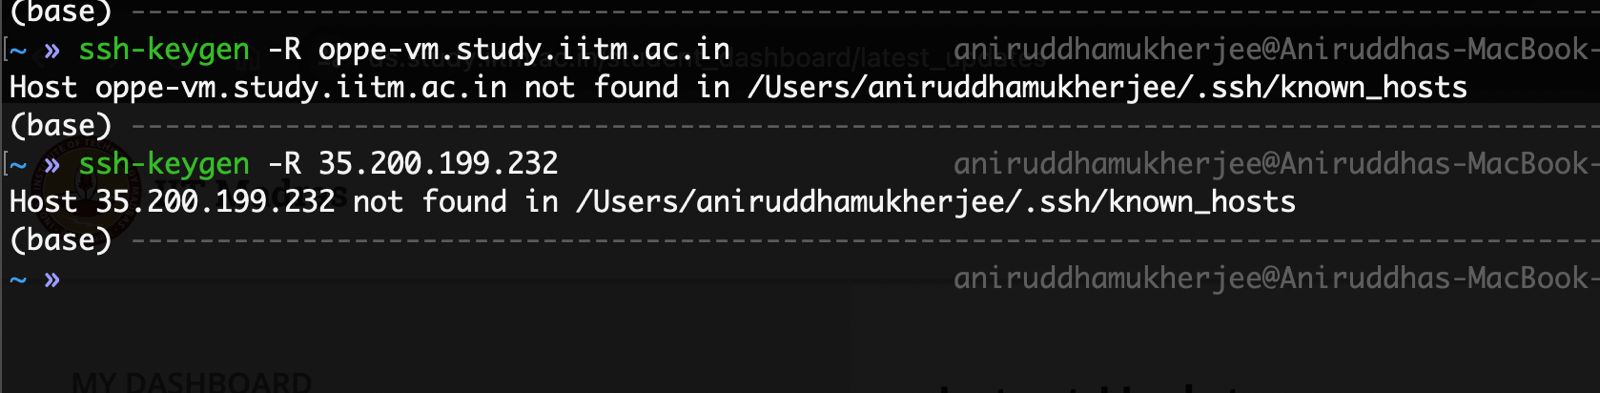 (base) ------------------------------------------------------------
~ » ssh-keygen -R oppe-vm.study.iitm.ac.in aniruddhamukherjee@Aniruddhas-MacBook-
Host oppe-vm.study.iitm.ac.in not found in /Users/aniruddhamukherjee/.ssh/known_hosts
(base) ------------------------------------------------------------
~ » ssh-keygen -R 35.200.199.232 aniruddhamukherjee@Aniruddhas-MacBook-
Host 35.200.199.232 not found in /Users/aniruddhamukherjee/.ssh/known_hosts
(base) ------------------------------------------------------------
~ » aniruddhamukherjee@Aniruddhas-MacBook-
MY DASHBOARD